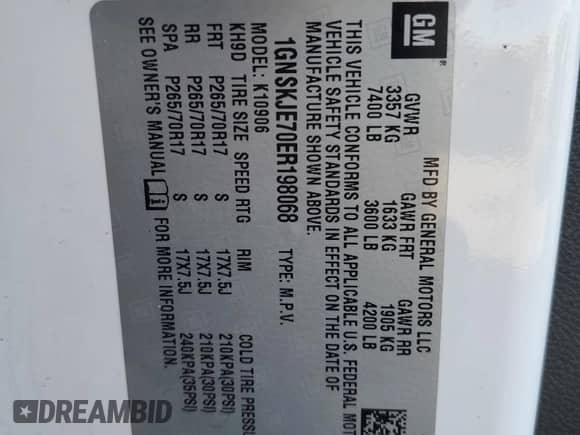 GM
MFD BY GENERAL MOTORS LLC
GVWR GAWR FRT GAWR RR
3357 KG 1633 KG 1905 KG
7400 LB 3600 LB 4200 LB
THIS VEHICLE CONFORMS TO ALL APPLICABLE U.S. FEDERAL MOT
VEHICLE SAFETY STANDARDS IN EFFECT ON THE DATE OF
MANUFACTURE SHOWN ABOVE.
1GNSKJE70ER198068 TYPE: M.P.V.
MODEL: K10906
KH9D TIRE SIZE SPEED RTG RIM COLD TIRE PRESS
FRT P265/70R17 S 17X7.5J 210KPA(30PSI)
RR P265/70R17 S 17X7.5J 210KPA(30PSI)
SPA P265/70R17 S 17X7.5J 240KPA(35PSI)
SEE OWNER'S MANUAL FOR MORE INFORMATION.
DREAMBID